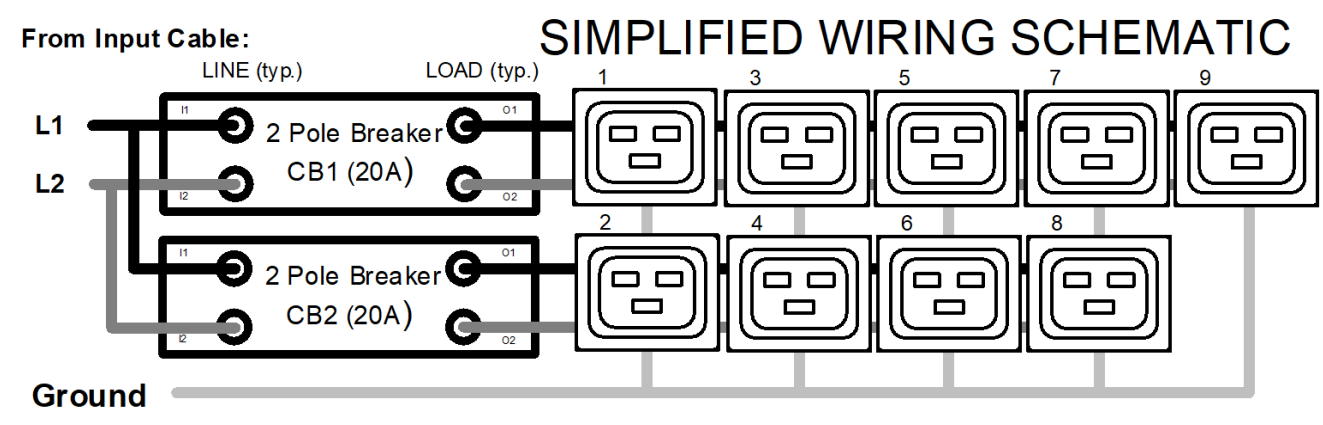 SIMPLIFIED WIRING SCHEMATIC
From Input Cable:
LINE (typ.)
LOAD (typ.)
1
3
5
7
9
I1
O1
L1
2 Pole Breaker
CB1 (20A)
L2
I2
O2
2
4
6
8
I1
O1
2 Pole Breaker
CB2 (20A)
I2
O2
Ground